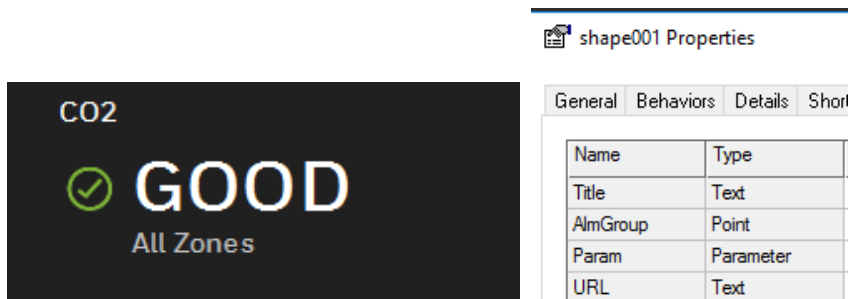 CO2
GOOD
All Zones
shape001 Properties
General Behaviors Details
Name Type
Title Text
AlmGroup Point
Param Parameter
URL Text